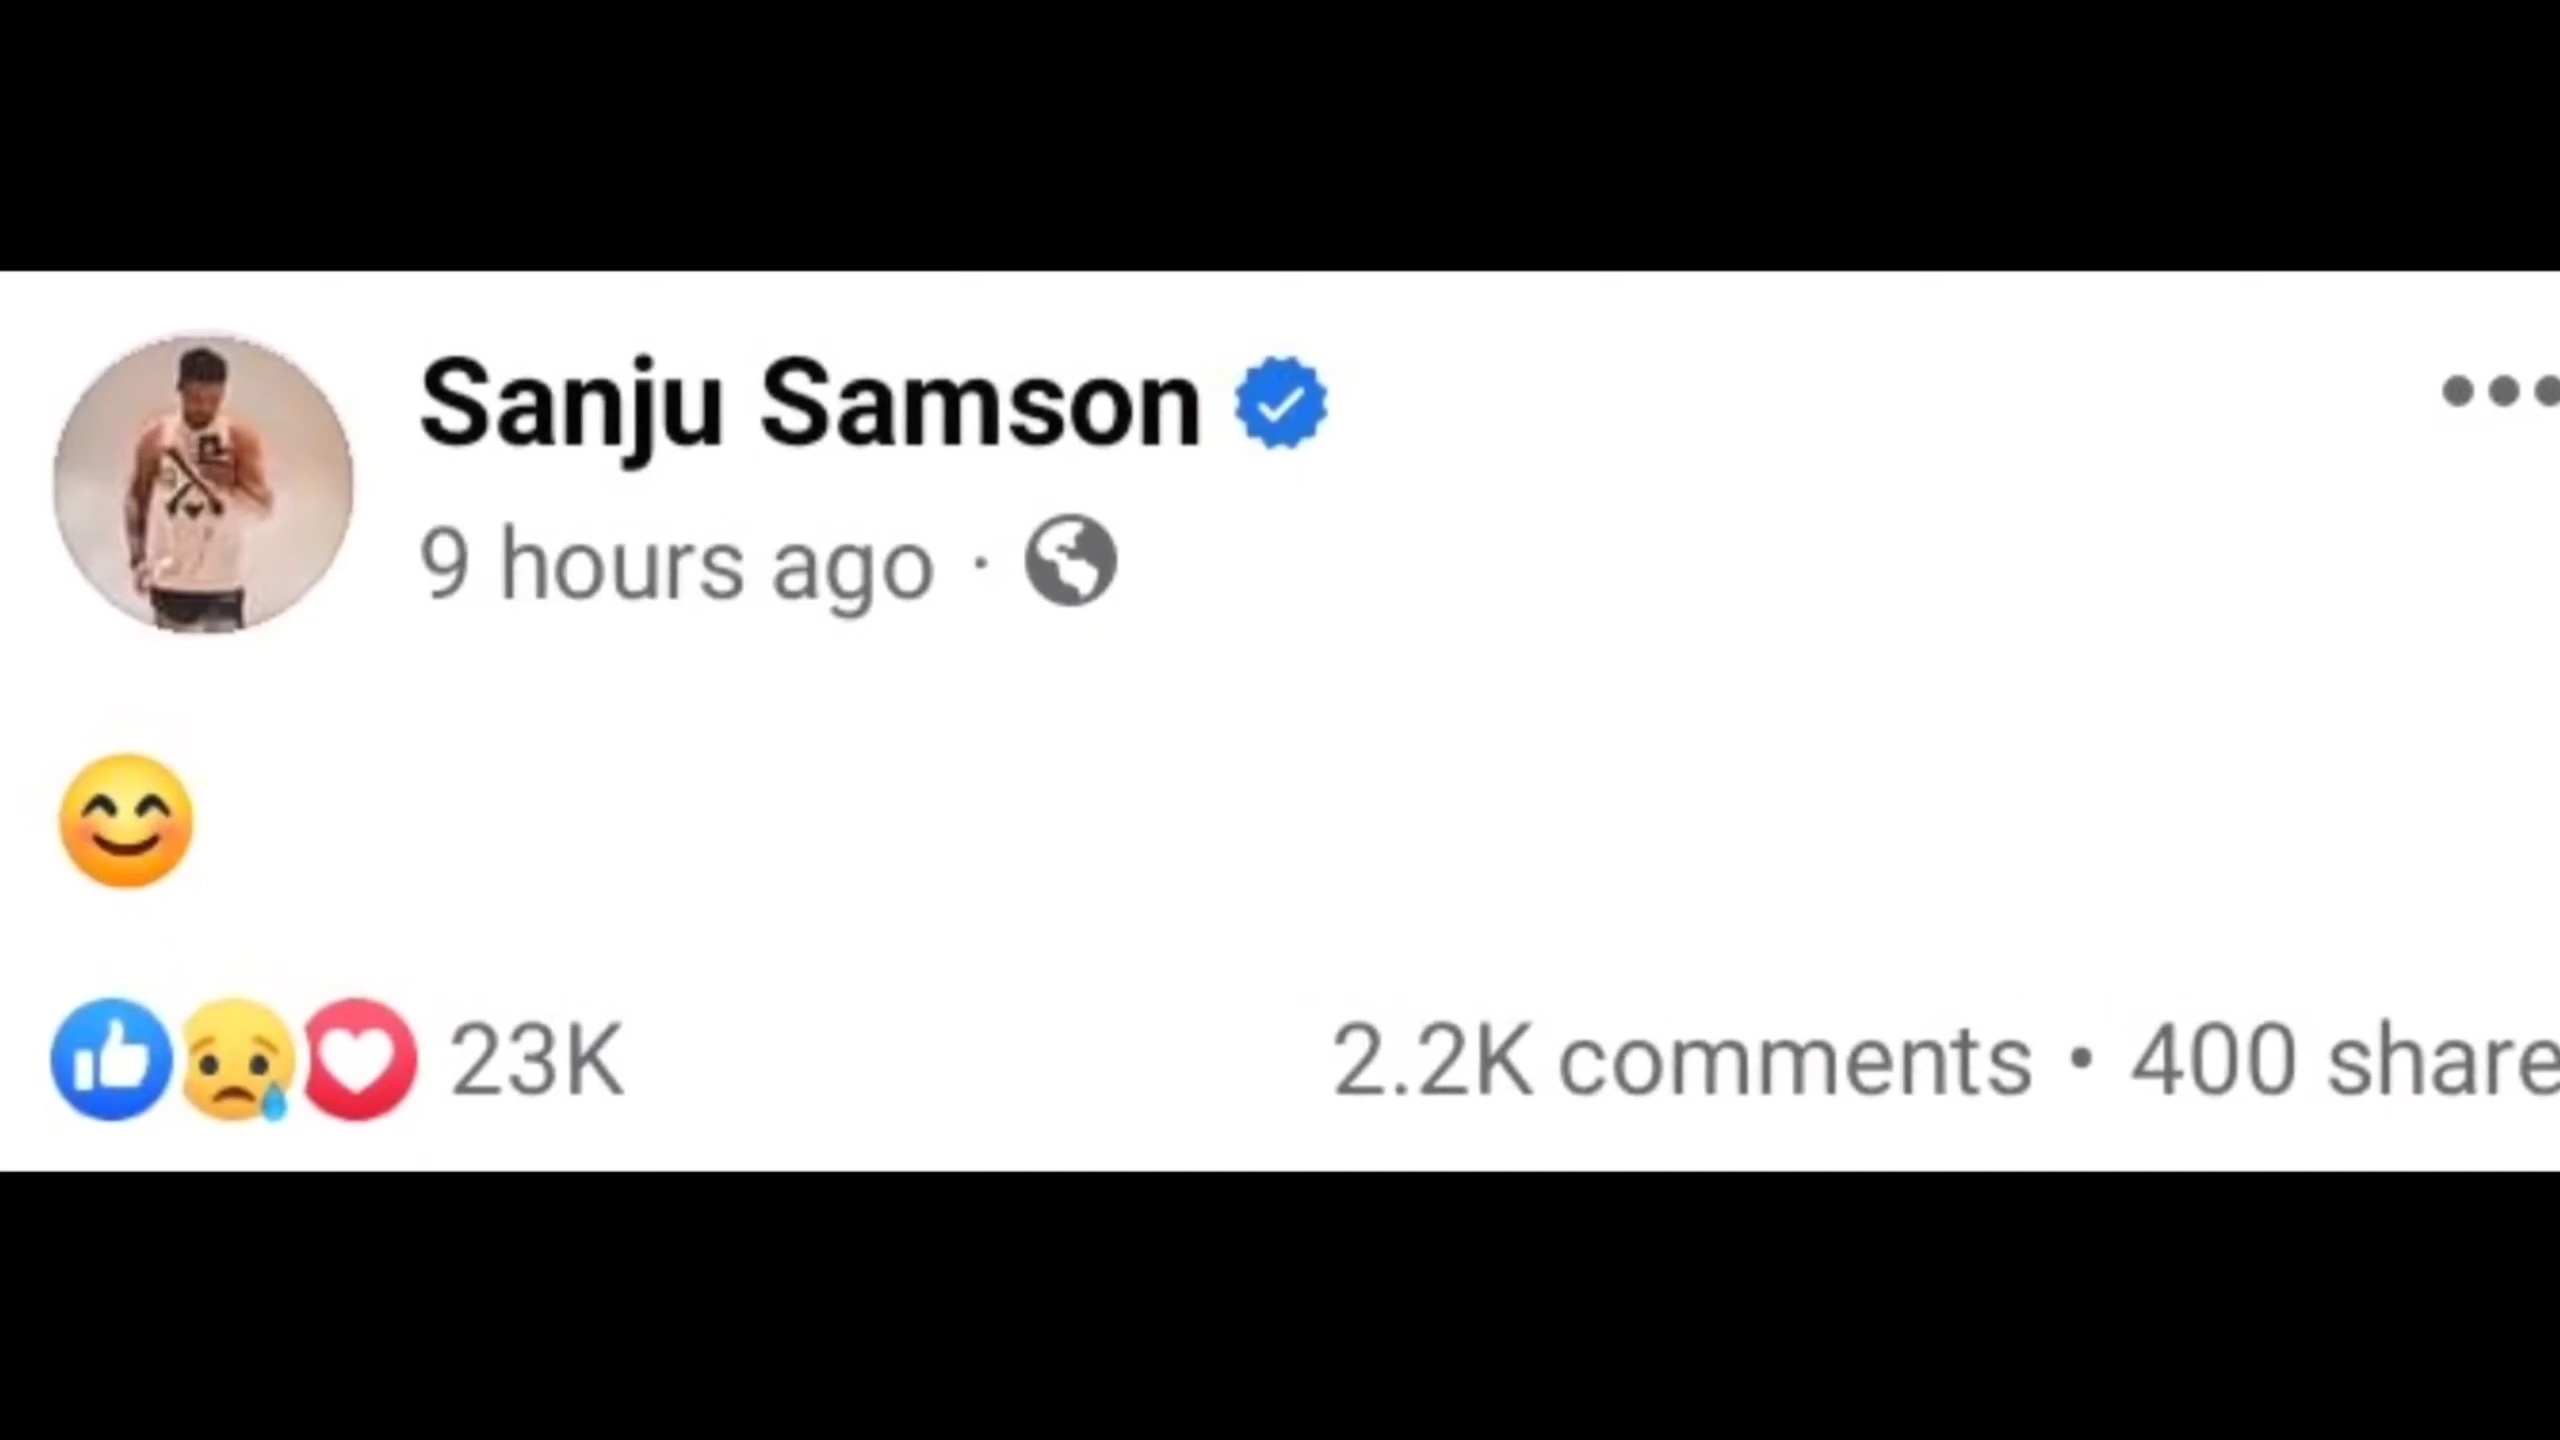 Sanju Samson
9 hours ago ·
😊
23K
2.2K comments • 400 share